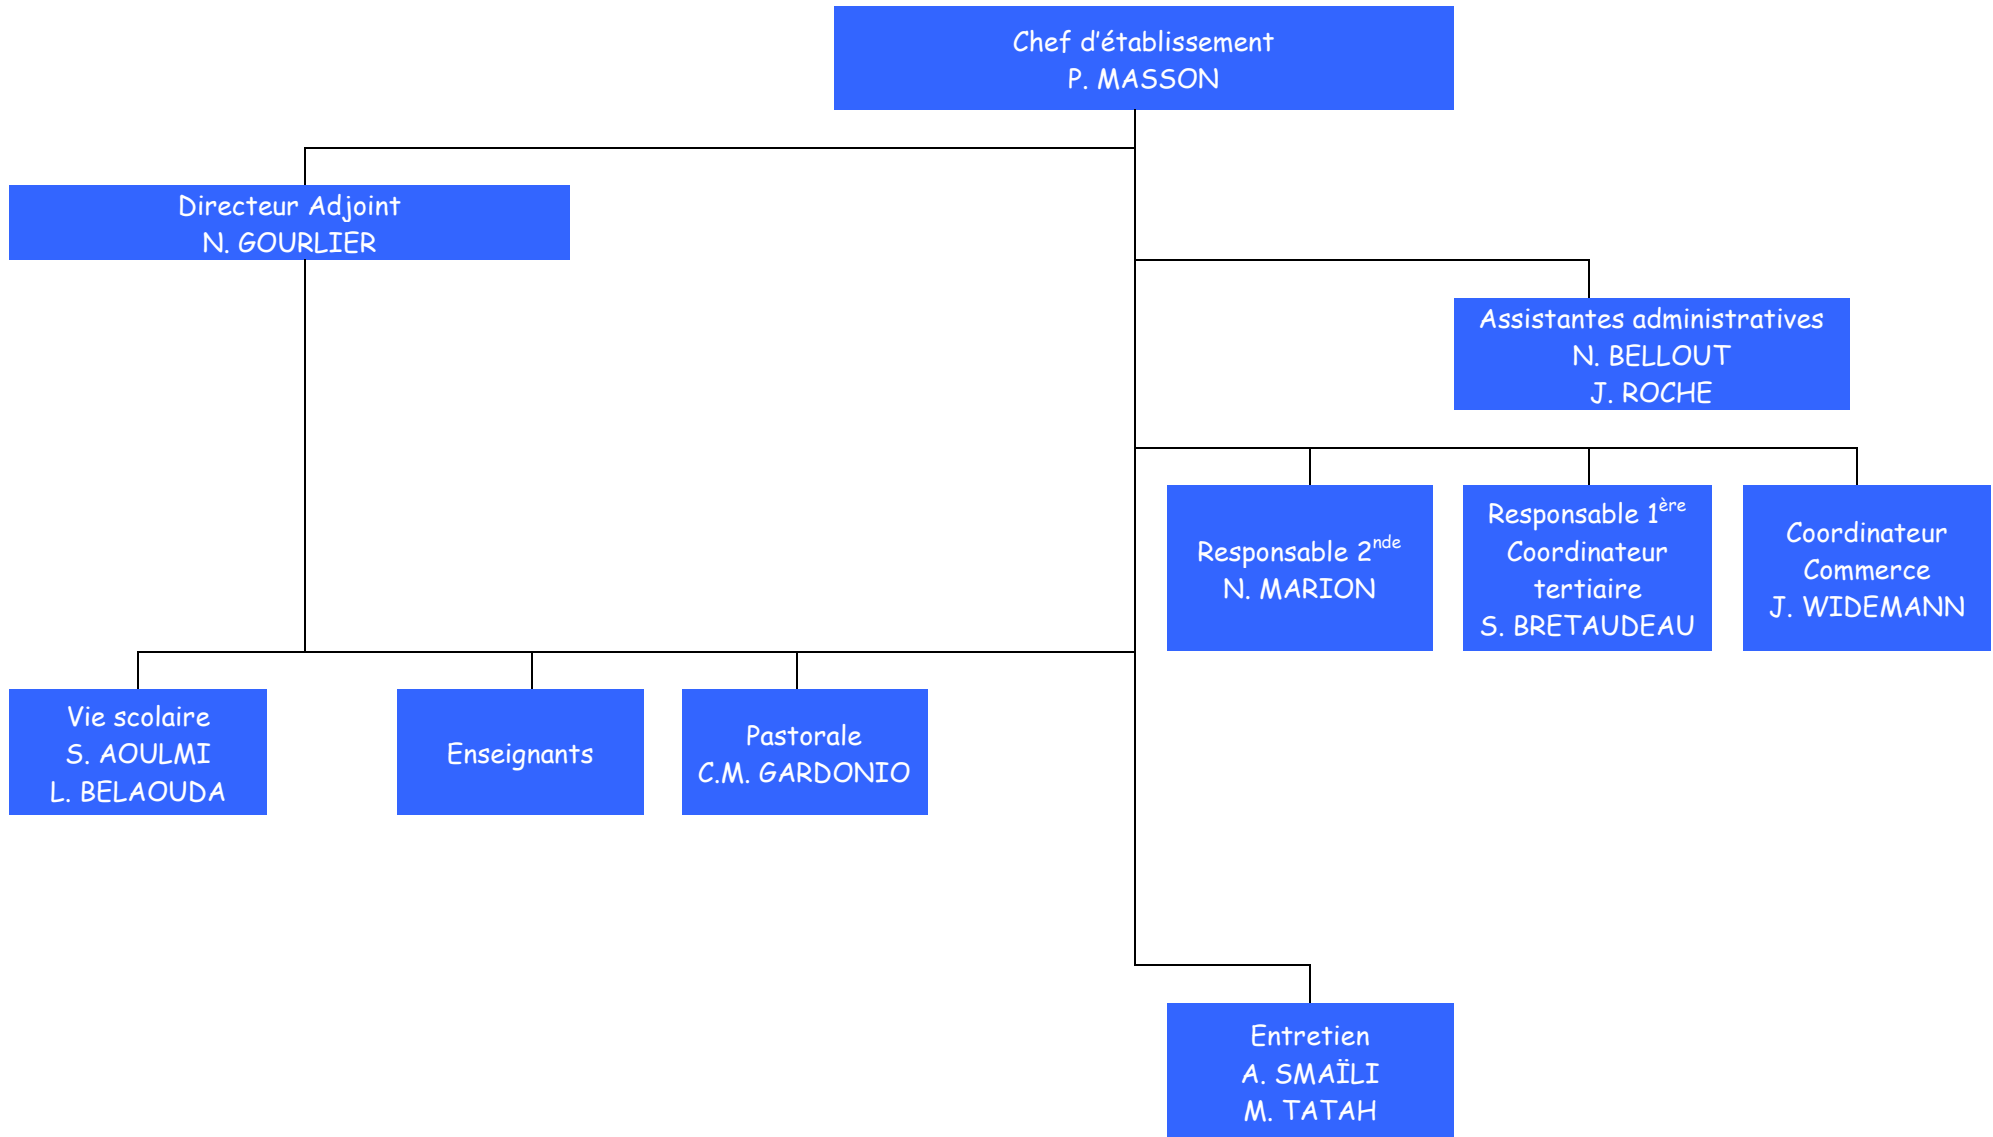 Chef d'établissement
P. MASSON
Directeur Adjoint
N. GOURLIER
Assistantes administratives
N. BELLOUT
J. ROCHE
Responsable 2nde
N. MARION
Responsable 1ère
Coordinateur
tertiaire
S. BRETAUDEAU
Coordinateur
Commerce
J. WIDEMANN
Vie scolaire
S. AOULMI
L. BELAOUDA
Enseignants
Pastorale
C.M. GARDONIO
Entretien
A. SMAÏLI
M. TATAH